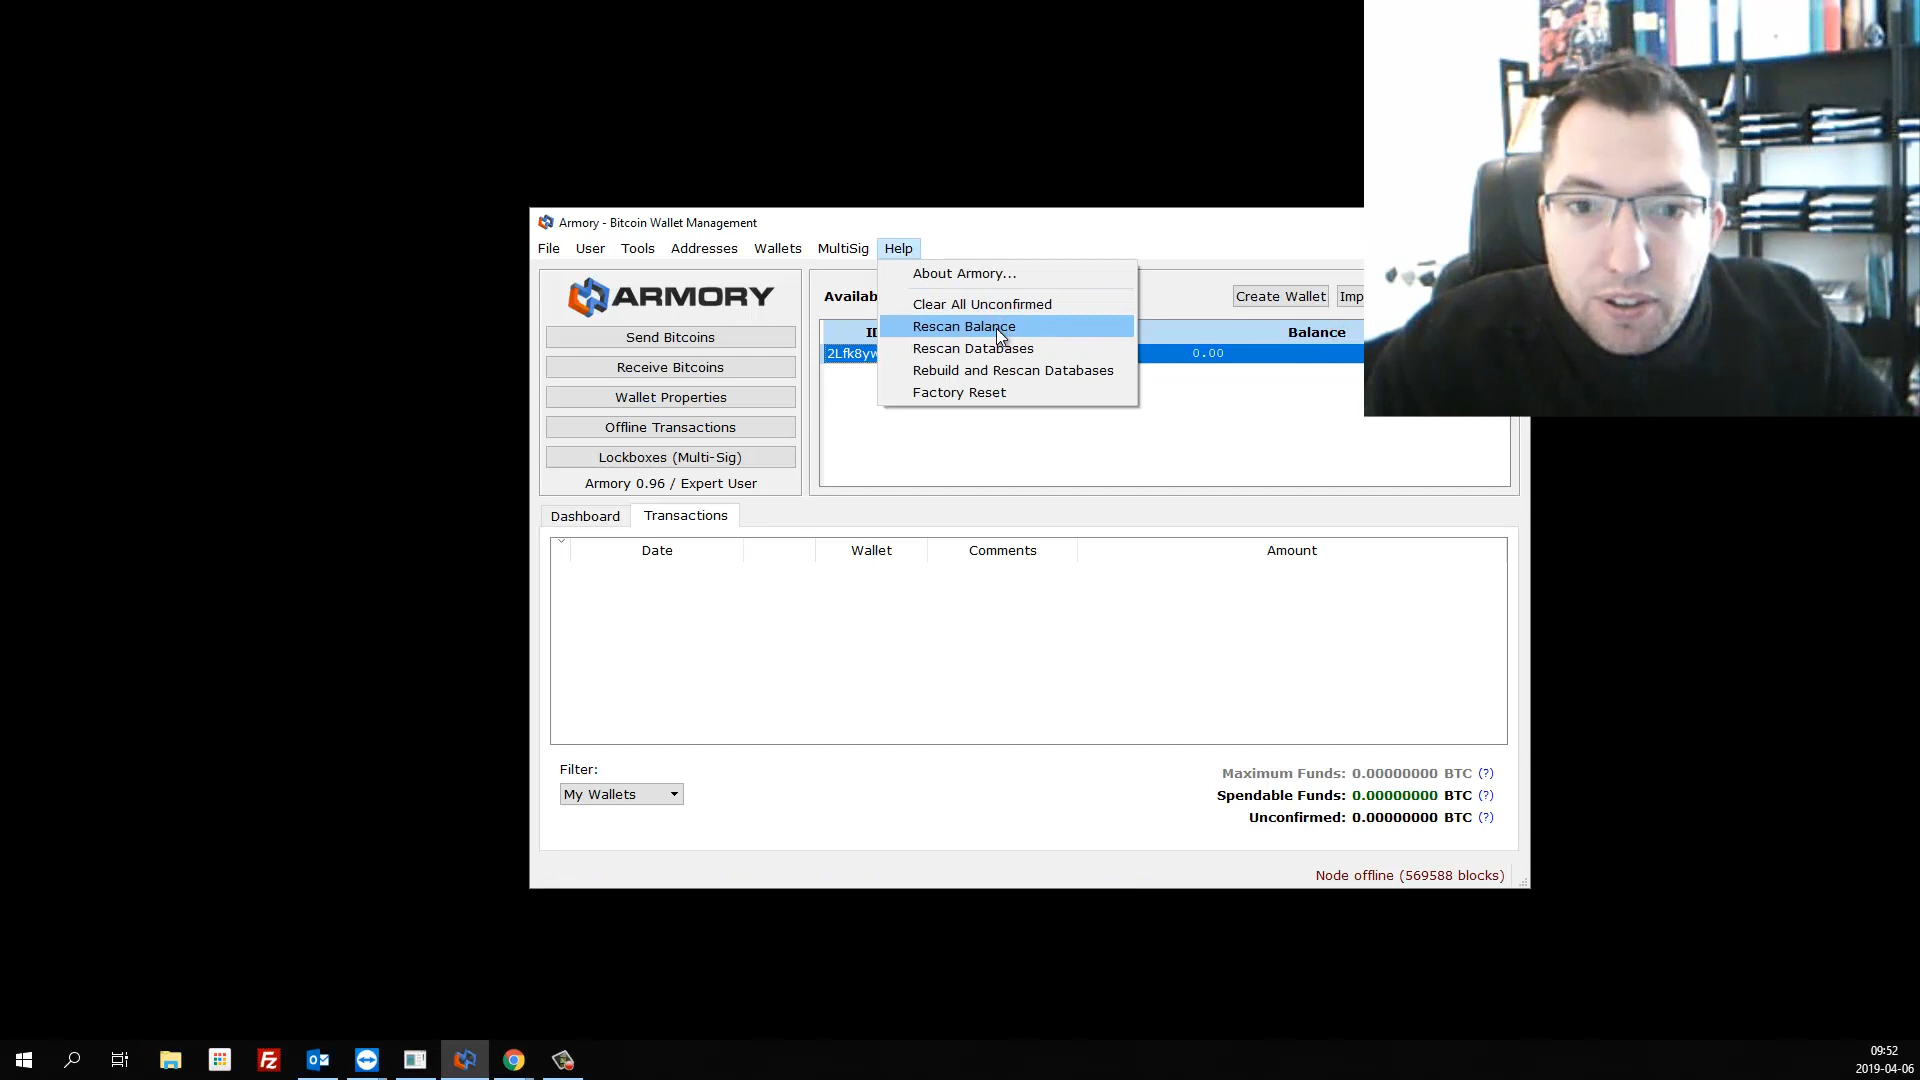 Armory - Bitcoin Wallet Management
File User Tools Addresses Wallets MultiSig Help
ARMORY
Send Bitcoins
Receive Bitcoins
Wallet Properties
Offline Transactions
Lockboxes (Multi-Sig)
Armory 0.96 / Expert User
About Armory...
Clear All Unconfirmed
Rescan Balance
Rescan Databases
Rebuild and Rescan Databases
Factory Reset
Create Wallet
Balance
0.00
Dashboard Transactions
Date Wallet Comments Amount
Filter:
My Wallets
Maximum Funds: 0.00000000 BTC (?)
Spendable Funds: 0.00000000 BTC (?)
Unconfirmed: 0.00000000 BTC (?)
Node offline (569588 blocks)
09:52
2019-04-06